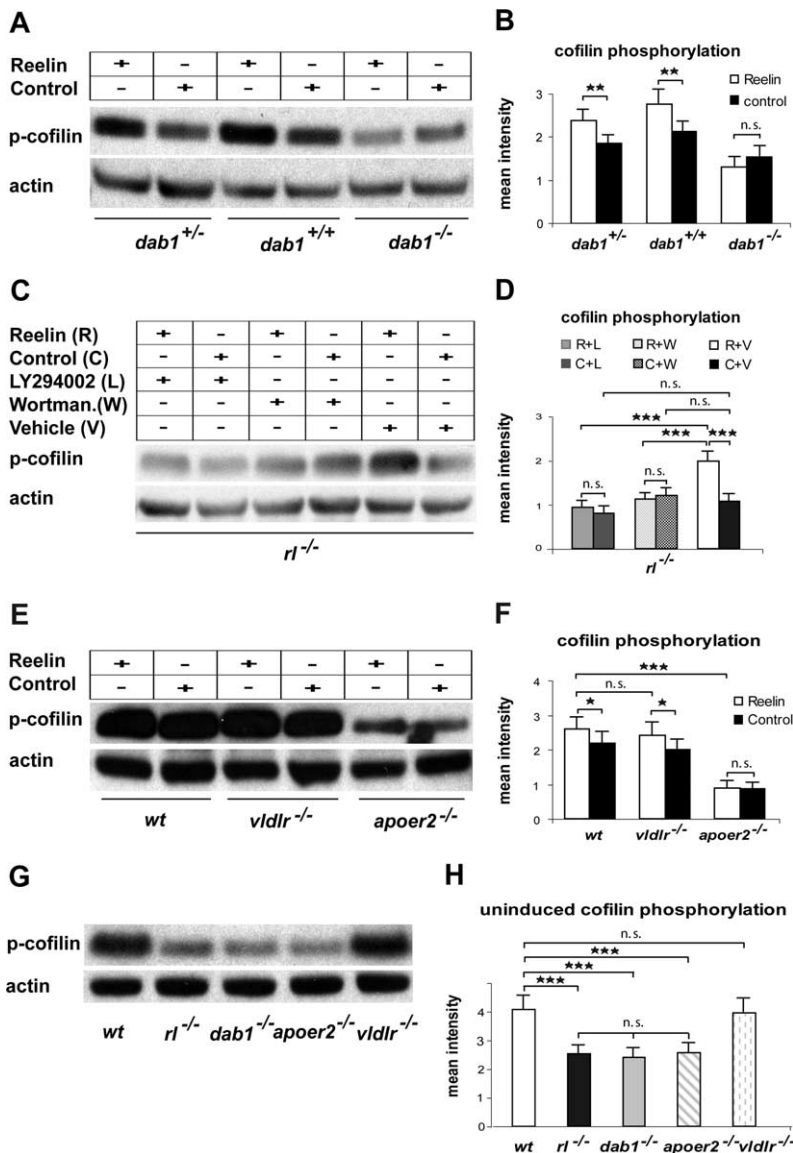 A
Reelin + – + – + –
Control – + – + – +
p-cofilin
actin
dab1+/- dab1+/+ dab1-/-
B
cofilin phosphorylation
Reelin
control
★★ ★★ n.s.
mean intensity
3
2
1
0
dab1+/- dab1+/+ dab1-/-
C
Reelin (R) + – + – + –
Control (C) – + – + – +
LY294002 (L) + + – – – –
Wortman.(W) – – + + – –
Vehicle (V) – – – – + +
p-cofilin
actin
rl-/-
D
cofilin phosphorylation
R+L R+W R+V
C+L C+W C+V
n.s.
n.s.
★★★
★★★ ★★★
n.s. n.s.
mean intensity
3
2
1
0
rl-/-
E
Reelin + – + – + –
Control – + – + – +
p-cofilin
actin
wt vldlr-/- apoer2-/-
F
cofilin phosphorylation
★★★
n.s.
Reelin
Control
★ ★ n.s.
mean intensity
4
3
2
1
0
wt vldlr-/- apoer2-/-
G
p-cofilin
actin
wt rl-/- dab1-/- apoer2-/- vldlr-/-
H
uninduced cofilin phosphorylation
n.s.
★★★
★★★
★★★
n.s.
mean intensity
4
3
2
1
0
wt rl-/- dab1-/- apoer2-/- vldlr-/-